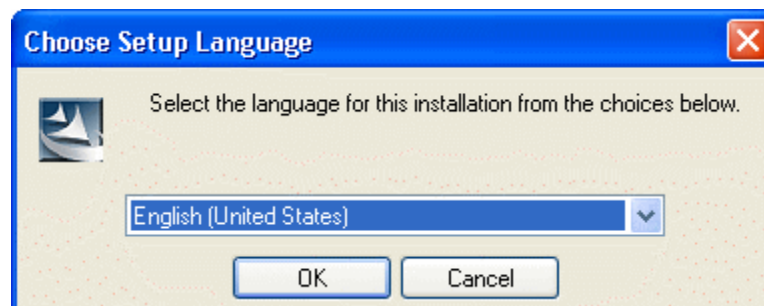 Choose Setup Language
Select the language for this installation from the choices below.
English (United States)
OK
Cancel